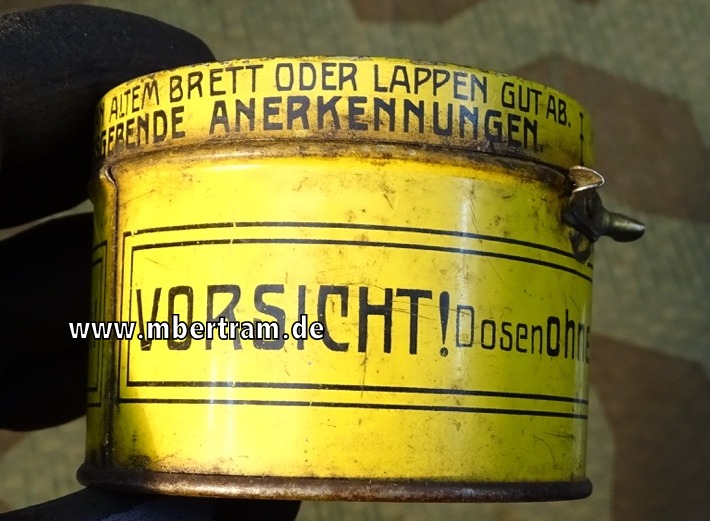 ALTEM BRETT ODER LAPPEN GUT AB. I
GEBENDE ANERKENNUNGEN.
VORSICHT! Dosen Ohne
www.mbertram.de